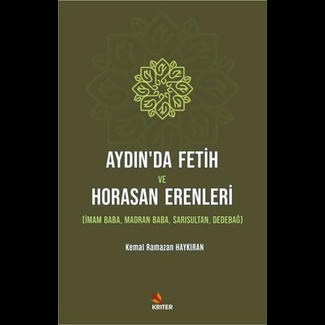 AYDIN'DA FETİH
VE
HORASAN ERENLERİ
(İMAM BABA, MADRAN BABA, SARISULTAN, DEDEBAĞ)
Kemal Ramazan HAYKIRAN
KRİTER